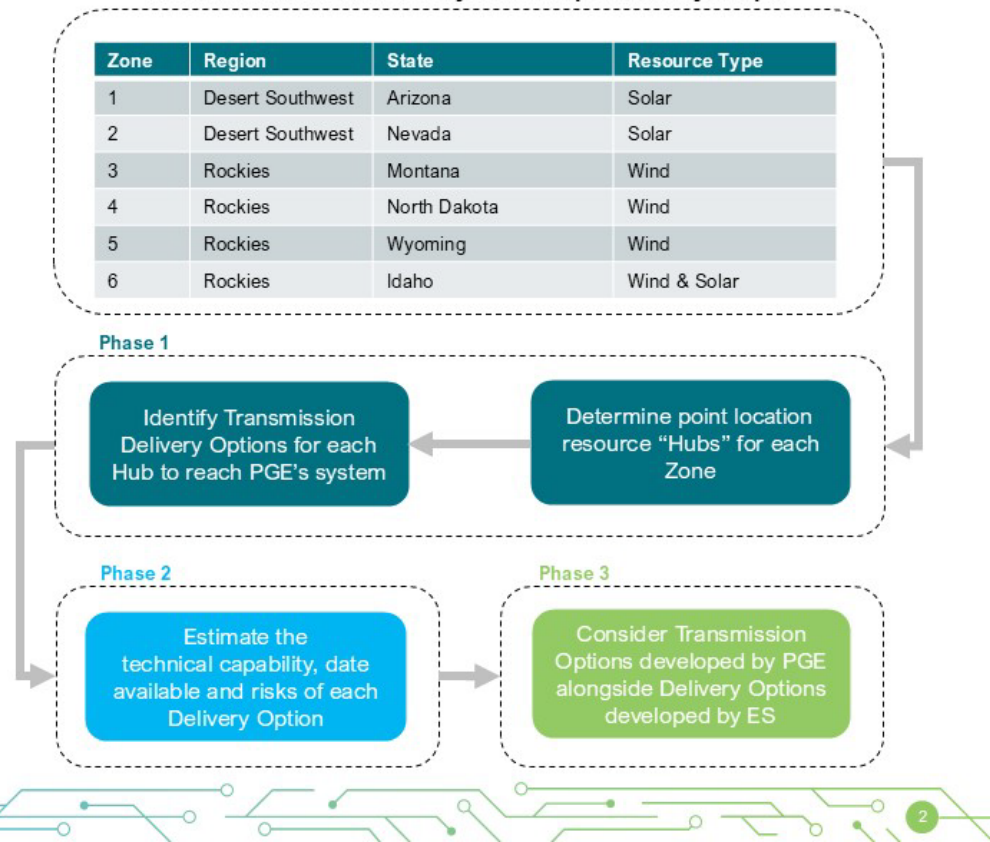 Zone Region State Resource Type
1 Desert Southwest Arizona Solar
2 Desert Southwest Nevada Solar
3 Rockies Montana Wind
4 Rockies North Dakota Wind
5 Rockies Wyoming Wind
6 Rockies Idaho Wind & Solar
Phase 1
Identify Transmission
Delivery Options for each
Hub to reach PGE’s system
Determine point location
resource “Hubs” for each
Zone
Phase 2
Estimate the
technical capability, date
available and risks of each
Delivery Option
Phase 3
Consider Transmission
Options developed by PGE
alongside Delivery Options
developed by ES
2